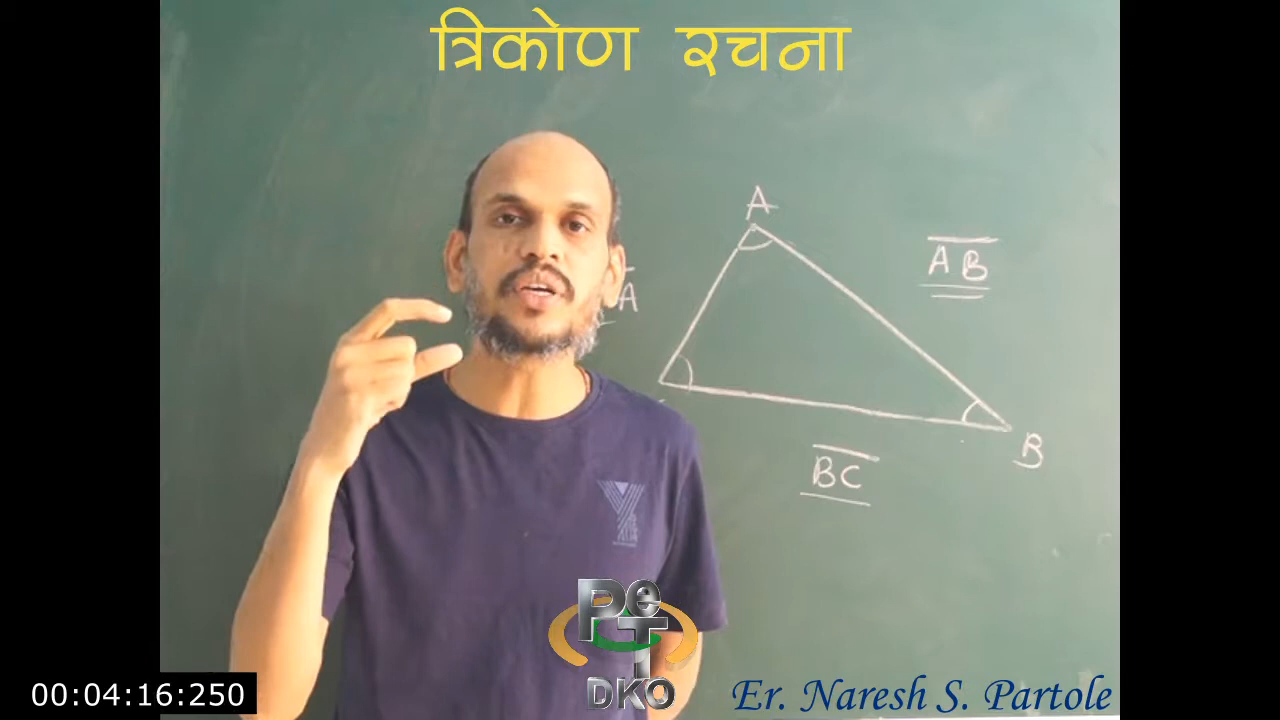 त्रिकोण रचना
A
AB
A
B
BC
PeT
DKO
Er. Naresh S. Partole
00:04:16:250